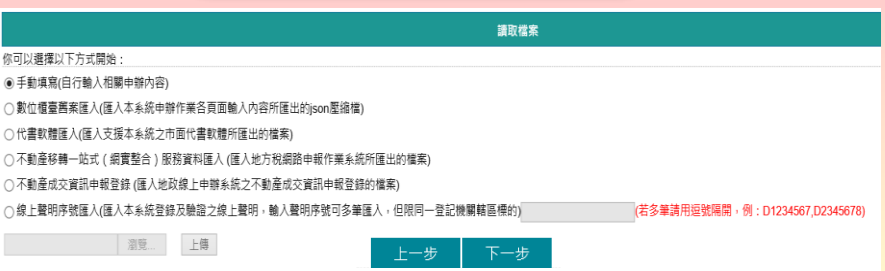 讀取檔案
你可以選擇以下方式開始：
手動填寫(自行輸入相關申辦內容)
數位櫃臺舊案匯入(匯入本系統申辦作業各頁面輸入內容所匯出的json壓縮檔)
代書軟體匯入(匯入支援本系統之市面代書軟體所匯出的檔案)
不動產移轉一站式（網實整合）服務資料匯入 (匯入地方稅網路申報作業系統所匯出的檔案)
不動產成交資訊申報登錄 (匯入地政線上申辦系統之不動產成交資訊申報登錄的檔案)
線上聲明序號匯入(匯入本系統登錄及驗證之線上聲明，輸入聲明序號可多筆匯入，但限同一登記機關轄區標的) (若多筆請用逗號隔開，例：D1234567,D2345678)
瀏覽... 上傳
上一步 下一步